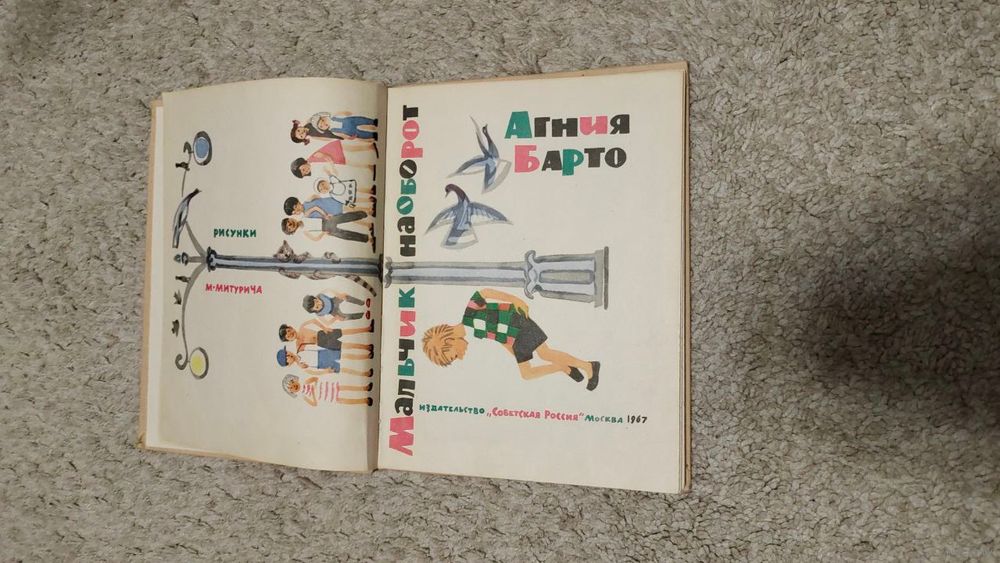 РИСУНКИ
М. МИТУРИЧА
АГНИЯ
БАРТО
МАЛЬЧИК НАОБОРОТ
ИЗДАТЕЛЬСТВО „СОВЕТСКАЯ РОССИЯ“ МОСКВА 1967